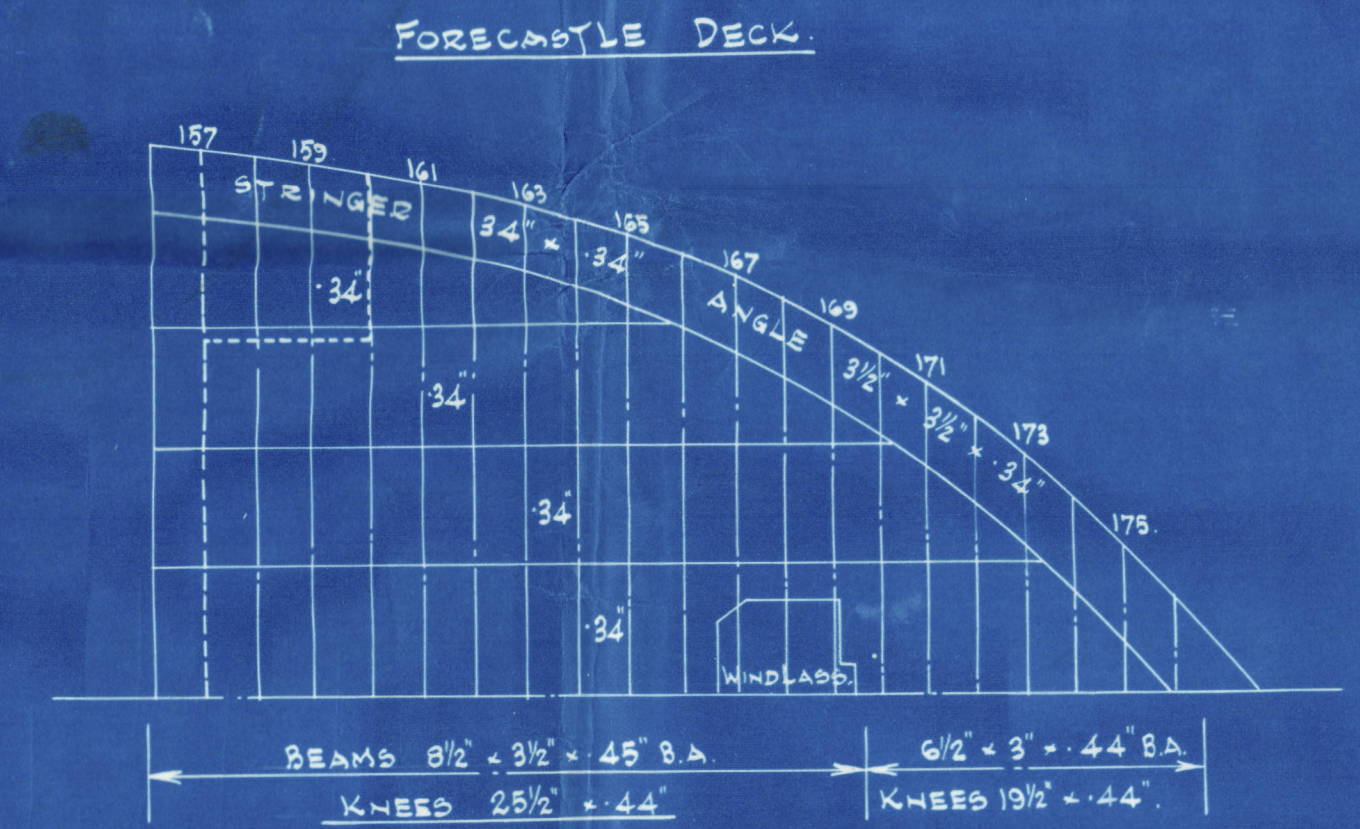 FORECASTLE DECK.
157
159
161
163
165
167
169
171
173
175.
STRINGER 34" × .34"
ANGLE 3½" × 3½" × .34"
.34"
.34"
.34"
.34"
WINDLASS.
BEAMS 8½" × 3½" × .45" B.A.
6½" × 3" × .44" B.A.
KNEES 25½" × .44"
KNEES 19½" × .44".